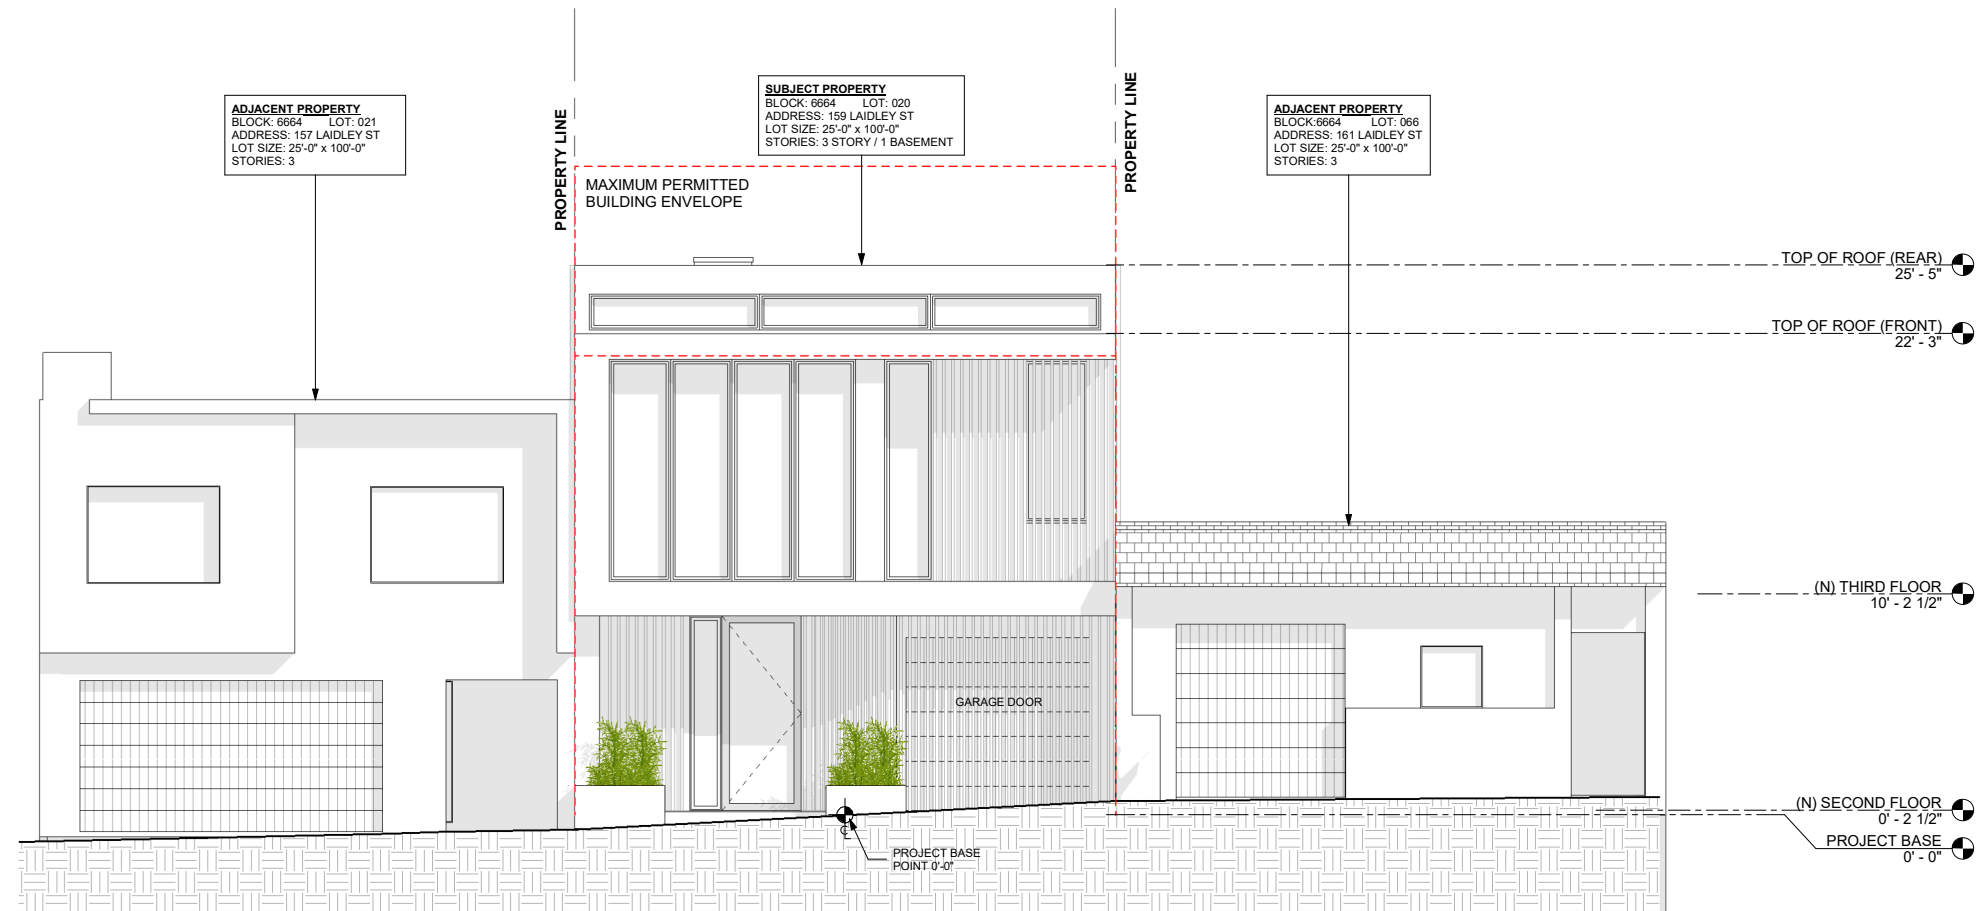 ADJACENT PROPERTY
BLOCK: 6664 LOT: 021
ADDRESS: 157 LAIDLEY ST
LOT SIZE: 25'-0" x 100'-0"
STORIES: 3
PROPERTY LINE
SUBJECT PROPERTY
BLOCK: 6664 LOT: 020
ADDRESS: 159 LAIDLEY ST
LOT SIZE: 25'-0" x 100'-0"
STORIES: 3 STORY / 1 BASEMENT
PROPERTY LINE
ADJACENT PROPERTY
BLOCK:6664 LOT: 066
ADDRESS: 161 LAIDLEY ST
LOT SIZE: 25'-0" x 100'-0"
STORIES: 3
MAXIMUM PERMITTED
BUILDING ENVELOPE
TOP OF ROOF (REAR)
25' - 5"
TOP OF ROOF (FRONT)
22' - 3"
(N) THIRD FLOOR
10' - 2 1/2"
GARAGE DOOR
(N) SECOND FLOOR
0' - 2 1/2"
PROJECT BASE
0' - 0"
PROJECT BASE
POINT 0'-0"